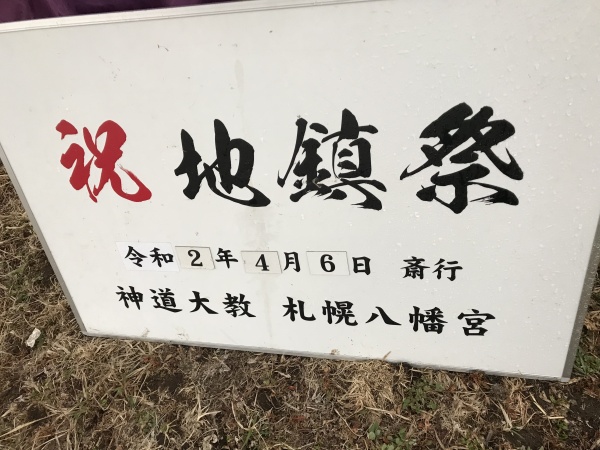 祝地鎮祭
令和2年4月6日 斎行
神道大教 札幌八幡宮